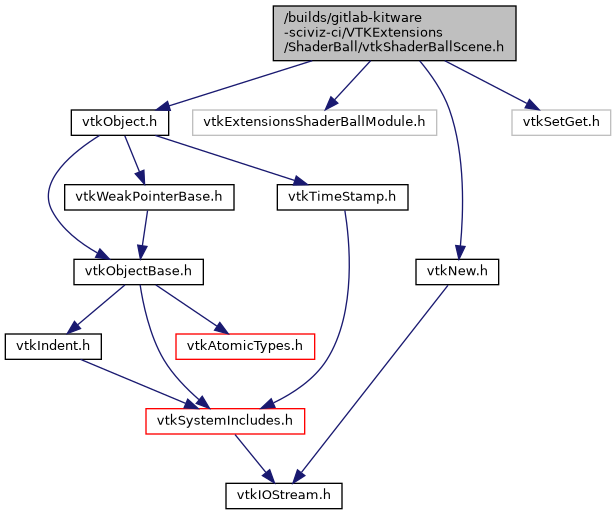 /builds/gitlab-kitware
-sciviz-ci/VTKExtensions
/ShaderBall/vtkShaderBallScene.h
vtkObject.h
vtkExtensionsShaderBallModule.h
vtkSetGet.h
vtkWeakPointerBase.h
vtkTimeStamp.h
vtkObjectBase.h
vtkNew.h
vtkIndent.h
vtkAtomicTypes.h
vtkSystemIncludes.h
vtkIOStream.h